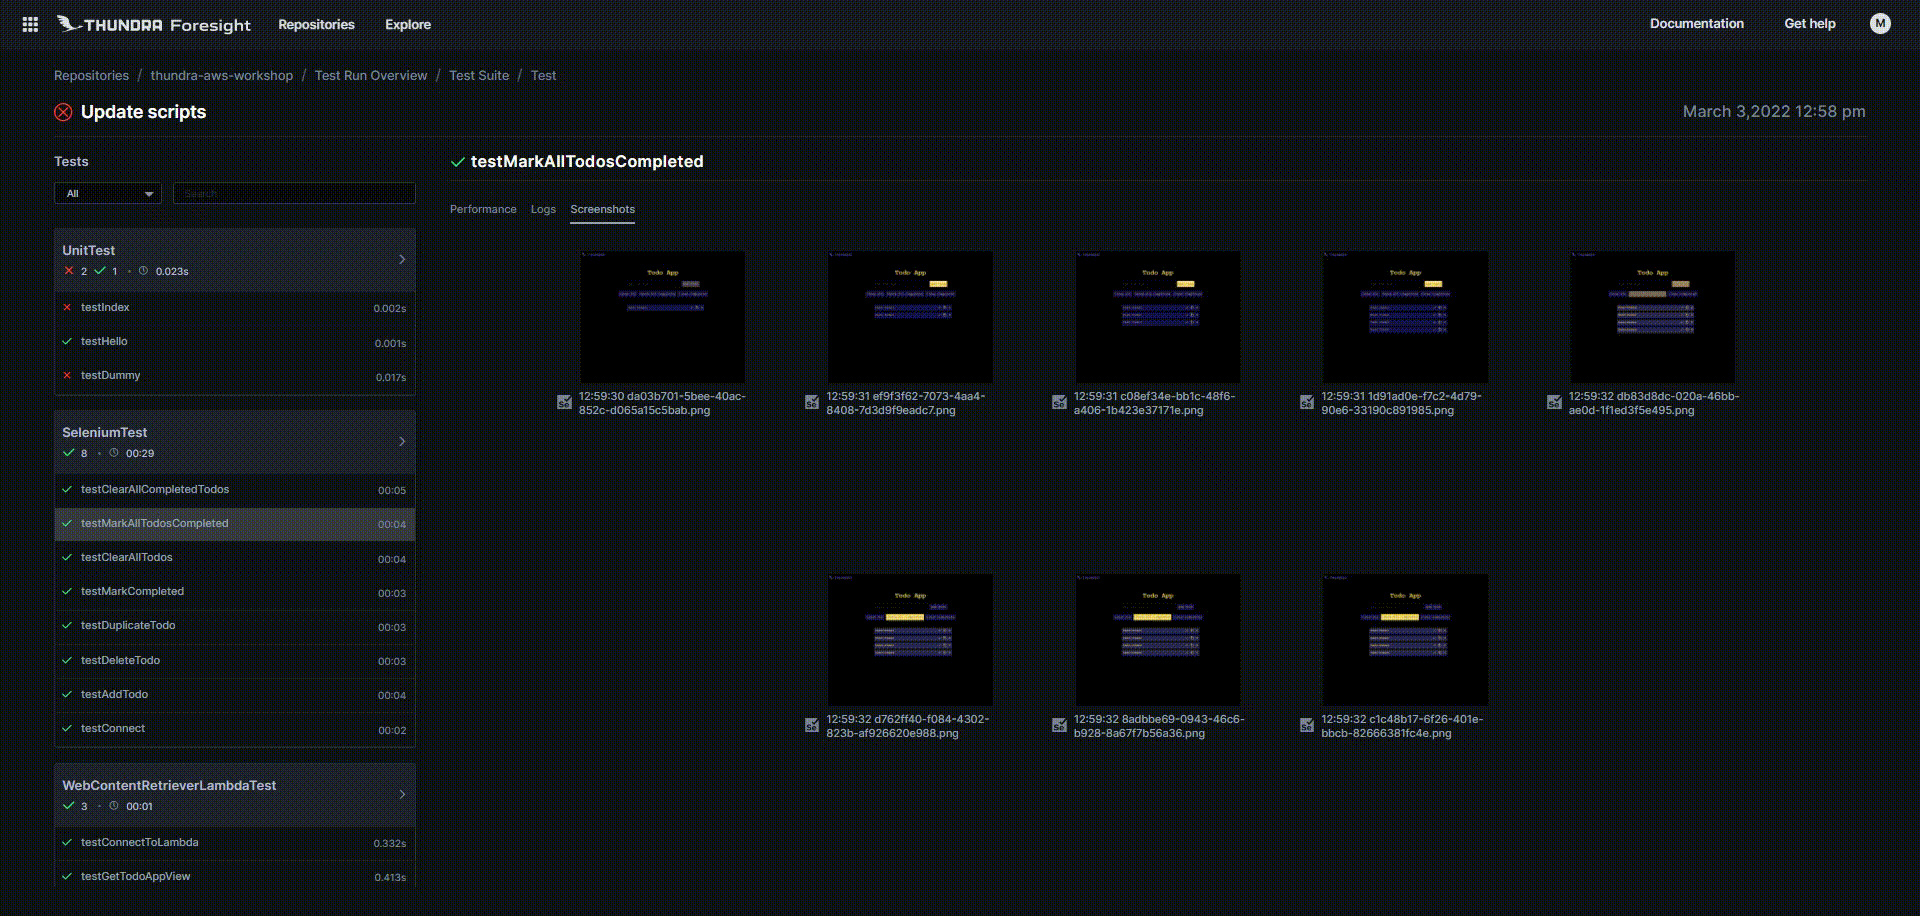 THUNDRA Foresight Repositories Explore Documentation Get help M
Repositories / thundra-aws-workshop / Test Run Overview / Test Suite / Test
Update scripts
March 3,2022 12:58 pm
Tests
All
Search
UnitTest
2 1 • 0.023s
testIndex 0.002s
testHello 0.001s
testDummy 0.017s
SeleniumTest
8 • 00:29
testClearAllCompletedTodos 00:05
testMarkAllTodosCompleted 00:04
testClearAllTodos 00:04
testMarkCompleted 00:03
testDuplicateTodo 00:03
testDeleteTodo 00:03
testAddTodo 00:04
testConnect 00:02
WebContentRetrieverLambdaTest
3 • 00:01
testConnectToLambda 0.332s
testGetTodoAppView 0.413s
testMarkAllTodosCompleted
Performance Logs Screenshots
Todo App
Se
12:59:30 da03b701-5bee-40ac-
852c-d065a15c5bab.png
Todo App
Se
12:59:31 ef9f3f62-7073-4aa4-
8408-7d3d9f9eadc7.png
Todo App
Se
12:59:31 c08ef34e-bb1c-48f6-
a406-1b423e37171e.png
Todo App
Se
12:59:31 1d91ad0e-f7c2-4d79-
90e6-33190c891985.png
Todo App
Se
12:59:32 db83d8dc-020a-46bb-
ae0d-1f1ed3f5e495.png
Todo App
Se
12:59:32 d762ff40-f084-4302-
823b-af926620e988.png
Todo App
Se
12:59:32 8adbbe69-0943-46c6-
b928-8a67f7b56a36.png
Todo App
Se
12:59:32 c1c48b17-6f26-401e-
bbcb-82666381fc4e.png